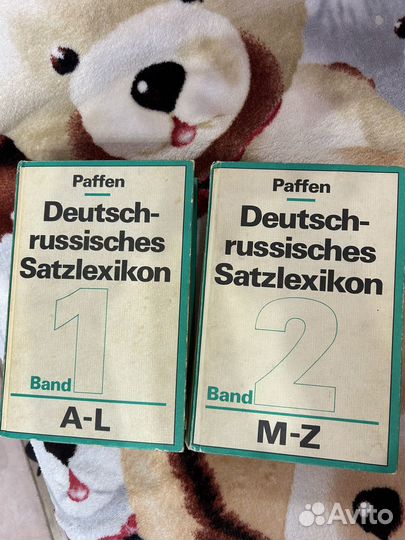 Paffen
Deutsch-
russisches
Satzlexikon
1
Band
A-L
Paffen
Deutsch-
russisches
Satzlexikon
2
Band
M-Z
Avito